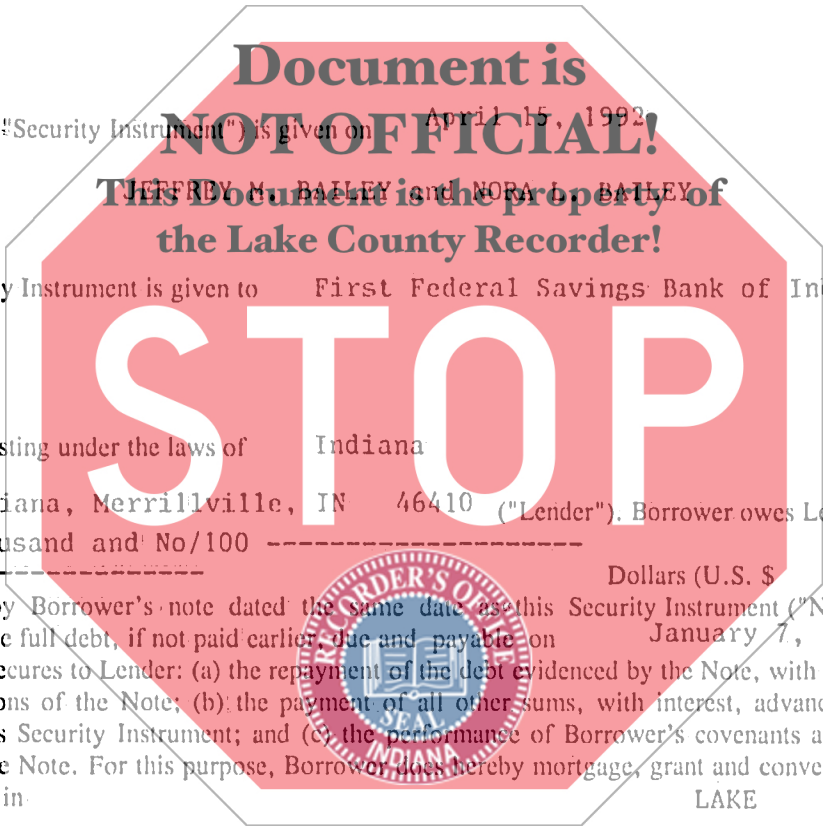 Document is
"Security Instrument") is given on April 15, 1992
NOT OFFICIAL!
JEFFREY M. BAILEY and NORA L. BAILEY
This Document is the property of
the Lake County Recorder!
y Instrument is given to First Federal Savings Bank of In
STOP
sting under the laws of Indiana
iana, Merrillville, IN 46410 ("Lender"). Borrower owes Le
usand and No/100 ----------------------
--------------- Dollars (U.S. $
y Borrower's note dated the same date as this Security Instrument ("N
e full debt, if not paid earlier, due and payable on January 7,
ecures to Lender: (a) the repayment of the debt evidenced by the Note, with
ons of the Note; (b) the payment of all other sums, with interest, advanc
s Security Instrument; and (c) the performance of Borrower's covenants a
e Note. For this purpose, Borrower does hereby mortgage, grant and conve
in LAKE
RECORDER'S OFFICE
SEAL
INDIANA